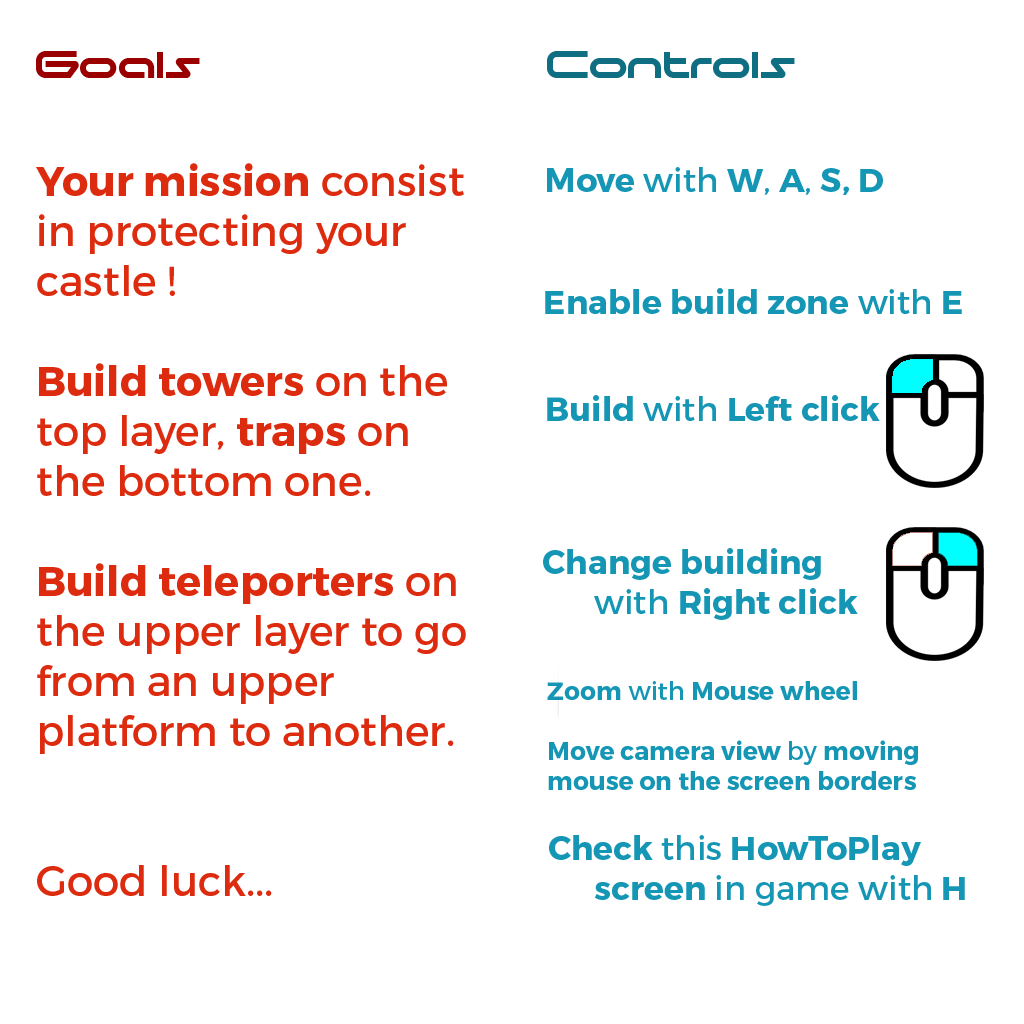 Goals
Your mission consist
in protecting your
castle !
Build towers on the
top layer, traps on
the bottom one.
Build teleporters on
the upper layer to go
from an upper
platform to another.
Good luck...
Controls
Move with W, A, S, D
Enable build zone with E
Build with Left click
Change building
with Right click
Zoom with Mouse wheel
Move camera view by moving
mouse on the screen borders
Check this HowToPlay
screen in game with H